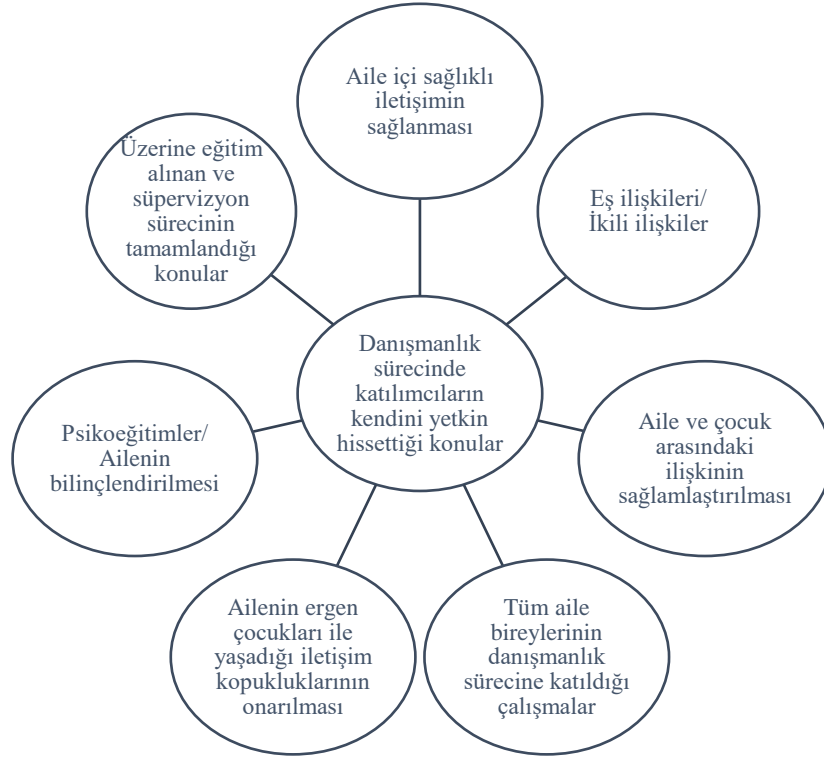 Aile içi sağlıklı
iletişimin
sağlanması
Eş ilişkileri/
İkili ilişkiler
Aile ve çocuk
arasındaki
ilişkinin
sağlamlaştırılması
Tüm aile
bireylerinin
danışmanlık
sürecine katıldığı
çalışmalar
Ailenin ergen
çocukları ile
yaşadığı iletişim
kopukluklarının
onarılması
Psikoeğitimler/
Ailenin
bilinçlendirilmesi
Üzerine eğitim
alınan ve
süpervizyon
sürecinin
tamamlandığı
konular
Danışmanlık
sürecinde
katılımcıların
kendini yetkin
hissettiği konular